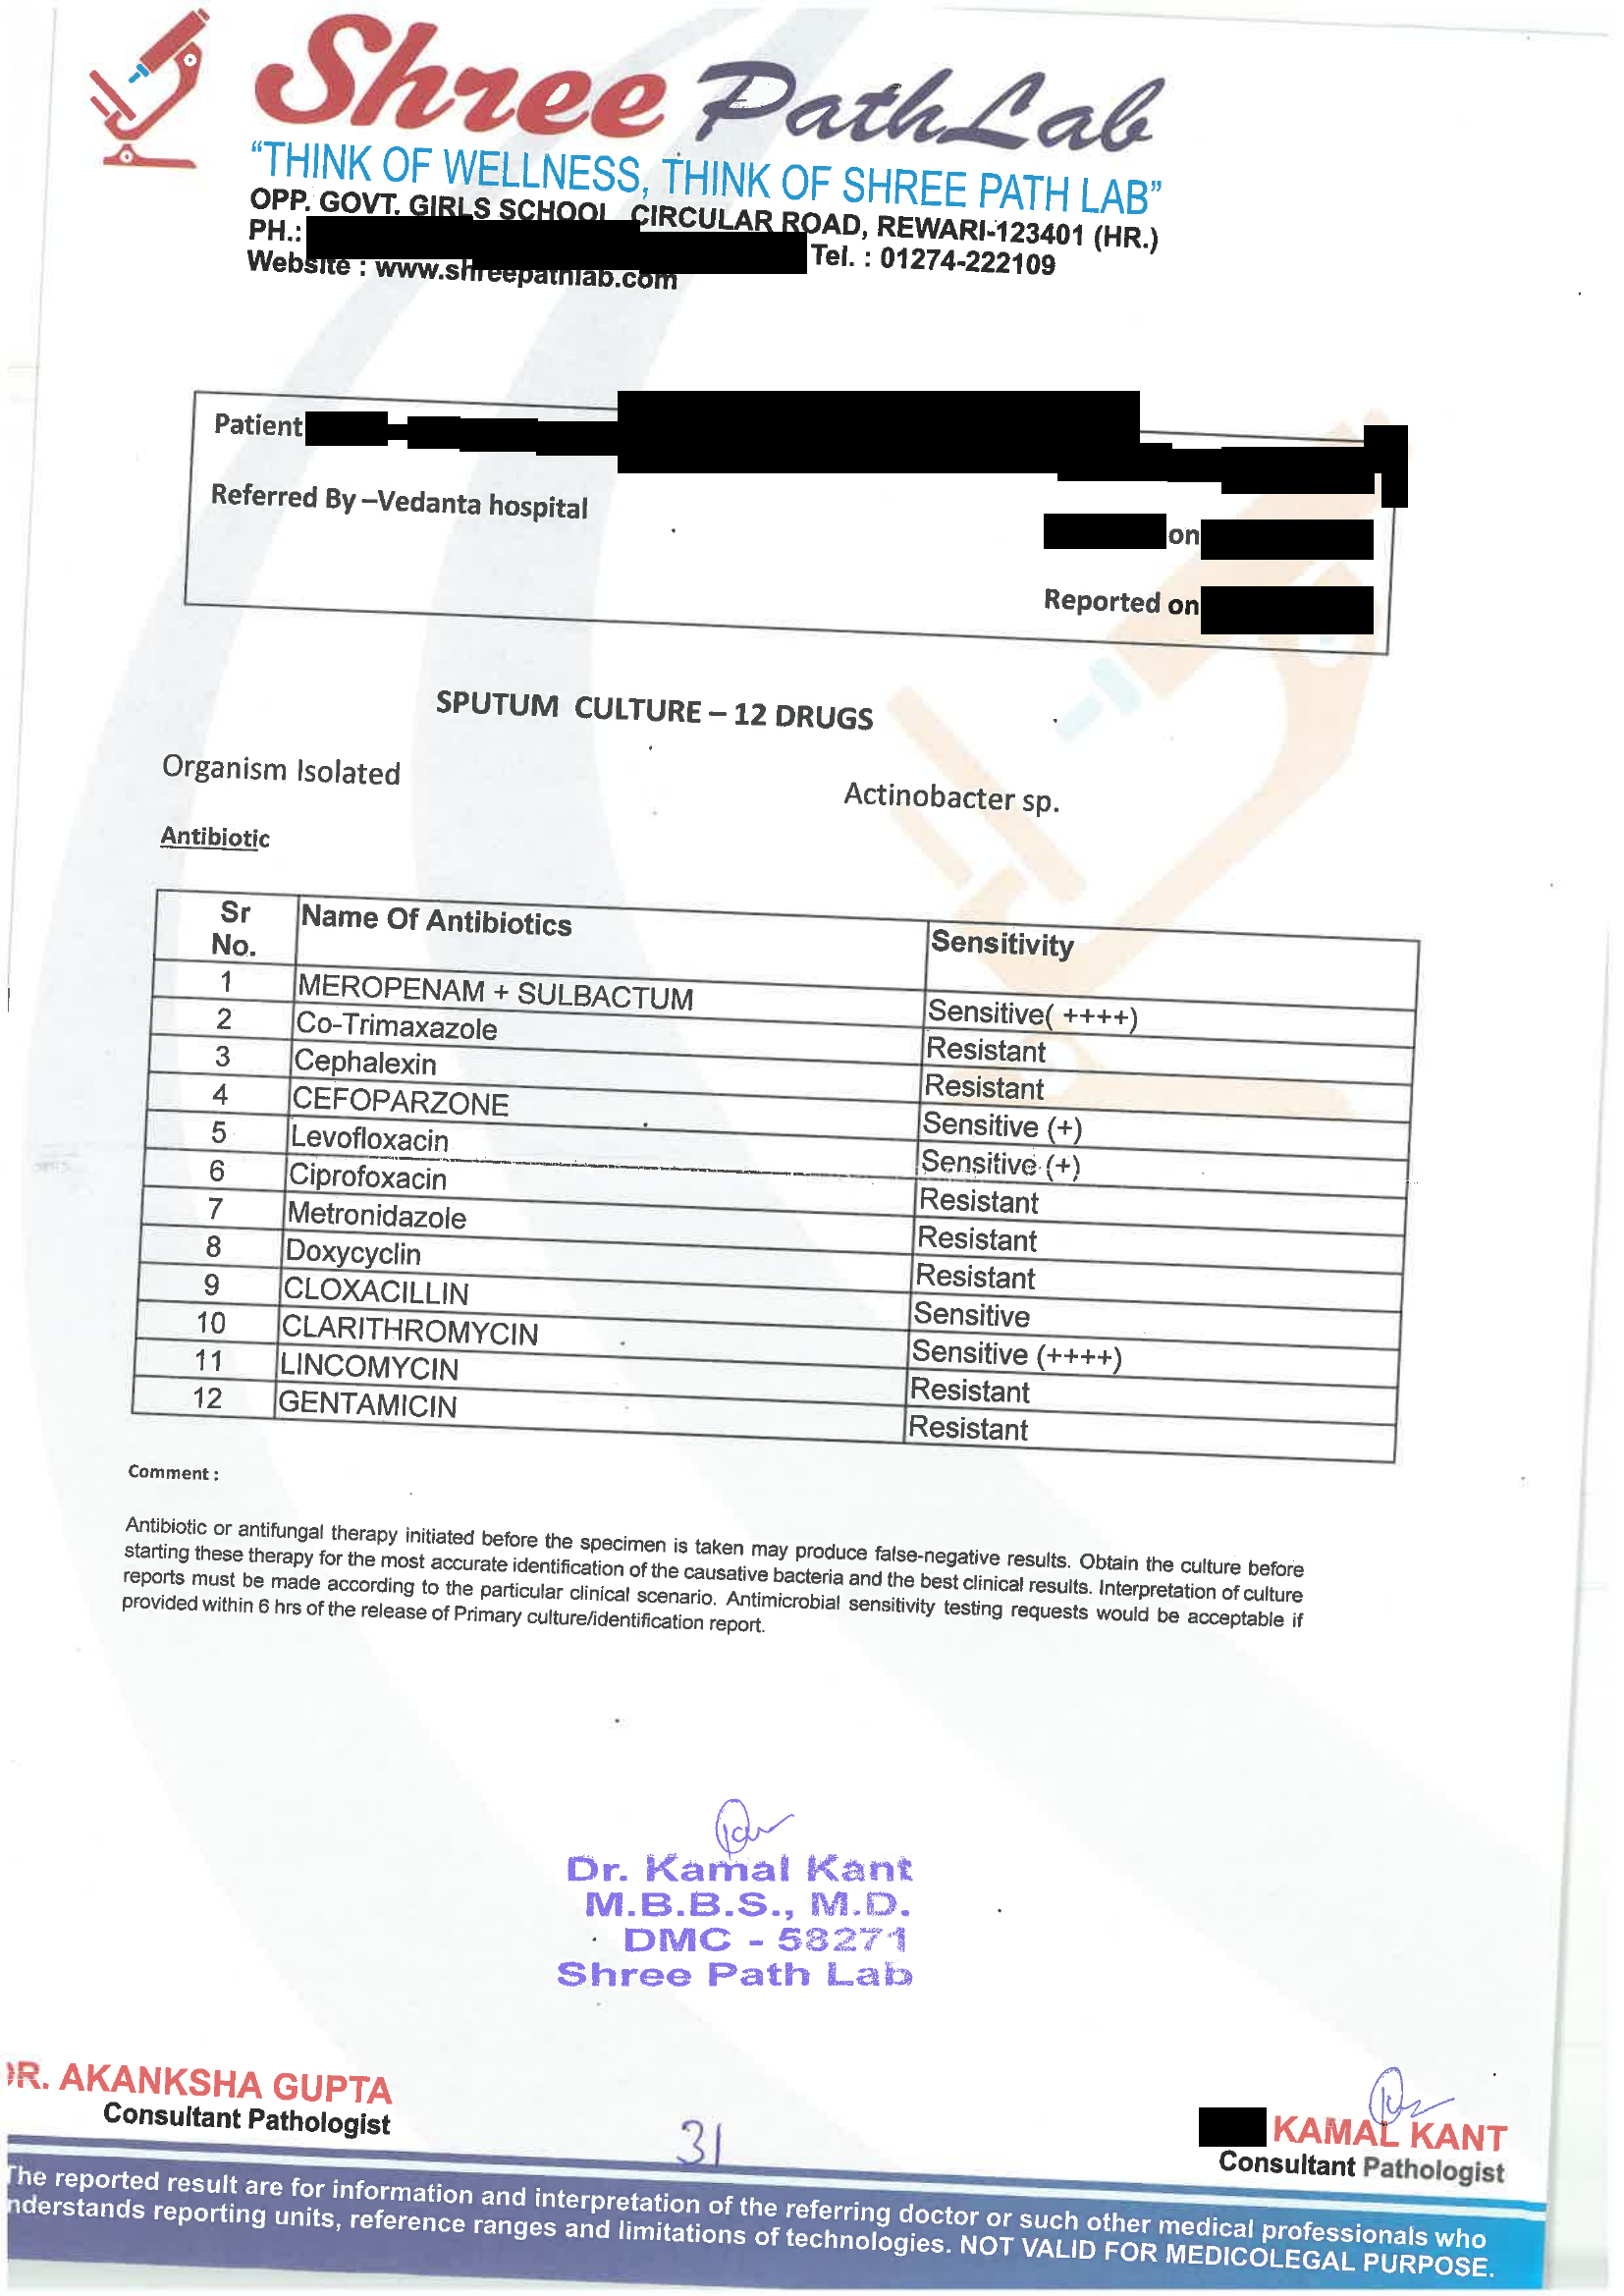 Shree PathLab
“THINK OF WELLNESS, THINK OF SHREE PATH LAB”
OPP. GOVT. GIRLS SCHOOL CIRCULAR ROAD, REWARI-123401 (HR.)
PH.: Tel. : 01274-222109
Website : www.shreepathlab.com
Patient
Referred By –Vedanta hospital
on
Reported on
SPUTUM CULTURE – 12 DRUGS
Organism Isolated Actinobacter sp.
Antibiotic
Sr No. Name Of Antibiotics Sensitivity
1 MEROPENAM + SULBACTUM Sensitive( ++++)
2 Co-Trimaxazole Resistant
3 Cephalexin Resistant
4 CEFOPARZONE Sensitive (+)
5 Levofloxacin Sensitive (+)
6 Ciprofoxacin Resistant
7 Metronidazole Resistant
8 Doxycyclin Resistant
9 CLOXACILLIN Sensitive
10 CLARITHROMYCIN Sensitive (++++)
11 LINCOMYCIN Resistant
12 GENTAMICIN Resistant
Comment :
Antibiotic or antifungal therapy initiated before the specimen is taken may produce false-negative results. Obtain the culture before
starting these therapy for the most accurate identification of the causative bacteria and the best clinical results. Interpretation of culture
reports must be made according to the particular clinical scenario. Antimicrobial sensitivity testing requests would be acceptable if
provided within 6 hrs of the release of Primary culture/identification report.
Dr. Kamal Kant
M.B.B.S., M.D.
DMC - 58271
Shree Path Lab
R. AKANKSHA GUPTA
Consultant Pathologist
31
KAMAL KANT
Consultant Pathologist
The reported result are for information and interpretation of the referring doctor or such other medical professionals who
nderstands reporting units, reference ranges and limitations of technologies. NOT VALID FOR MEDICOLEGAL PURPOSE.